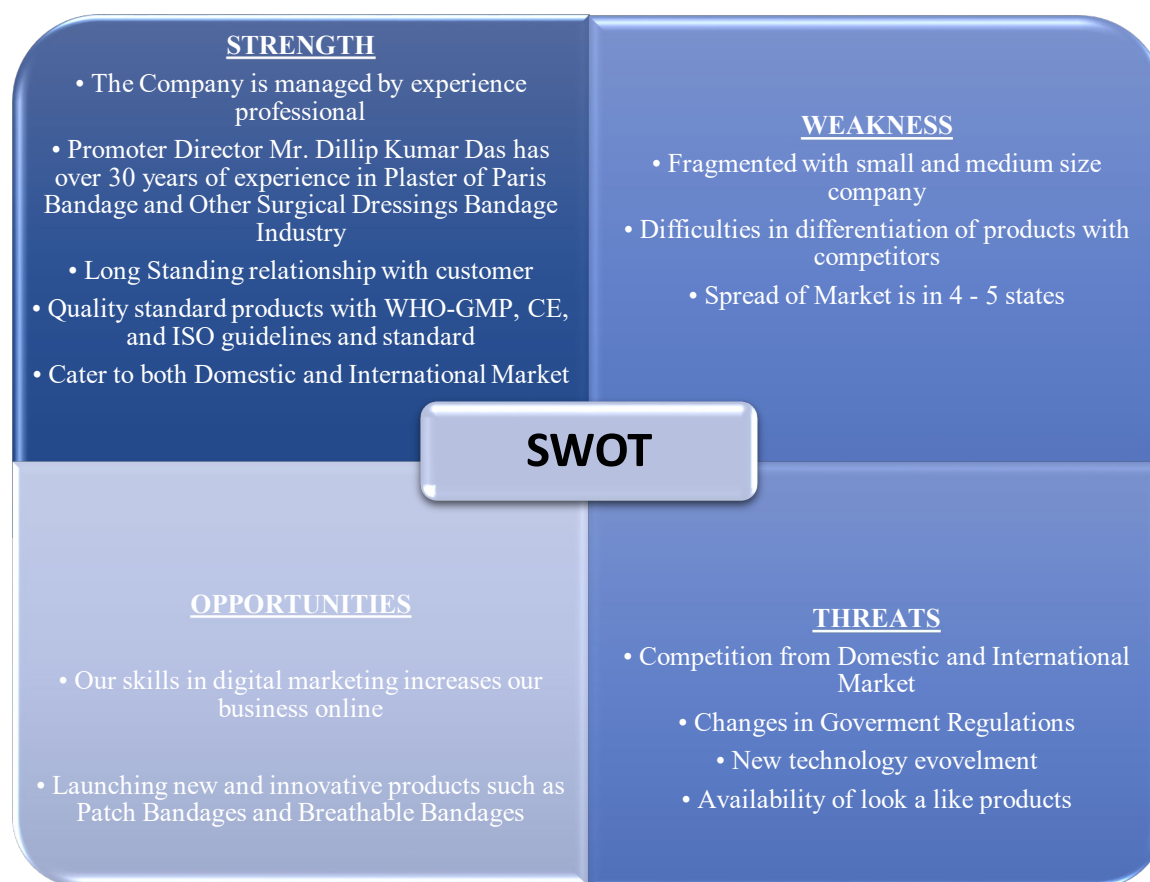 STRENGTH
• The Company is managed by experience
professional
• Promoter Director Mr. Dillip Kumar Das has
over 30 years of experience in Plaster of Paris
Bandage and Other Surgical Dressings Bandage
Industry
• Long Standing relationship with customer
• Quality standard products with WHO-GMP, CE,
and ISO guidelines and standard
• Cater to both Domestic and International Market
WEAKNESS
• Fragmented with small and medium size
company
• Difficulties in differentiation of products with
competitors
• Spread of Market is in 4 - 5 states
SWOT
OPPORTUNITIES
• Our skills in digital marketing increases our
business online
• Launching new and innovative products such as
Patch Bandages and Breathable Bandages
THREATS
• Competition from Domestic and International
Market
• Changes in Goverment Regulations
• New technology evovelment
• Availability of look a like products